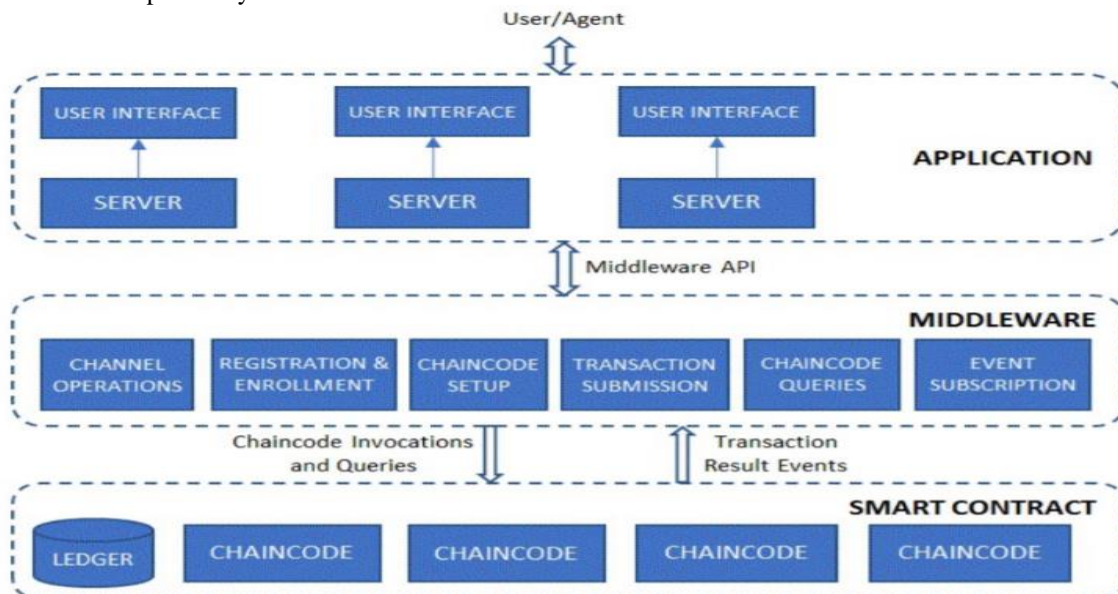 User/Agent
USER INTERFACE
USER INTERFACE
USER INTERFACE
APPLICATION
SERVER
SERVER
SERVER
Middleware API
MIDDLEWARE
CHANNEL
OPERATIONS
REGISTRATION &
ENROLLMENT
CHAINCODE
SETUP
TRANSACTION
SUBMISSION
CHAINCODE
QUERIES
EVENT
SUBSCRIPTION
Chaincode Invocations
and Queries
Transaction
Result Events
SMART CONTRACT
LEDGER
CHAINCODE
CHAINCODE
CHAINCODE
CHAINCODE